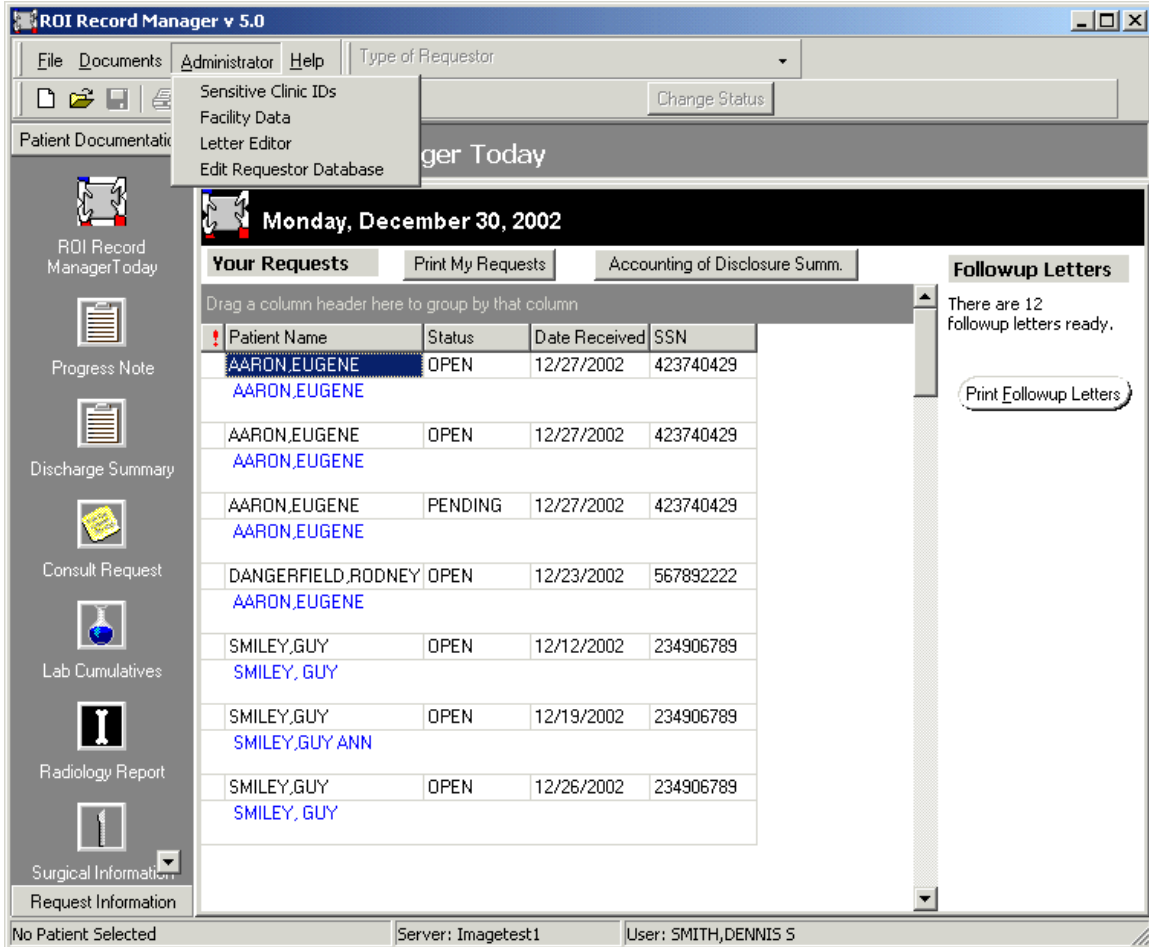 ROI Record Manager v 5.0
File Documents Administrator Help Type of Requestor
Sensitive Clinic IDs
Facility Data
Letter Editor
Edit Requestor Database
Change Status
Patient Documentatio
ger Today
ROI Record
ManagerToday
Progress Note
Discharge Summary
Consult Request
Lab Cumulatives
Radiology Report
Surgical Information
Request Information
Monday, December 30, 2002
Your Requests Print My Requests Accounting of Disclosure Summ.
Drag a column header here to group by that column
! Patient Name Status Date Received SSN
AARON,EUGENE OPEN 12/27/2002 423740429
AARON,EUGENE
AARON,EUGENE OPEN 12/27/2002 423740429
AARON,EUGENE
AARON,EUGENE PENDING 12/27/2002 423740429
AARON,EUGENE
DANGERFIELD,RODNEY OPEN 12/23/2002 567892222
AARON,EUGENE
SMILEY,GUY OPEN 12/12/2002 234906789
SMILEY, GUY
SMILEY,GUY OPEN 12/19/2002 234906789
SMILEY,GUY ANN
SMILEY,GUY OPEN 12/26/2002 234906789
SMILEY, GUY
Followup Letters
There are 12
followup letters ready.
Print Followup Letters
No Patient Selected Server: Imagetest1 User: SMITH,DENNIS S